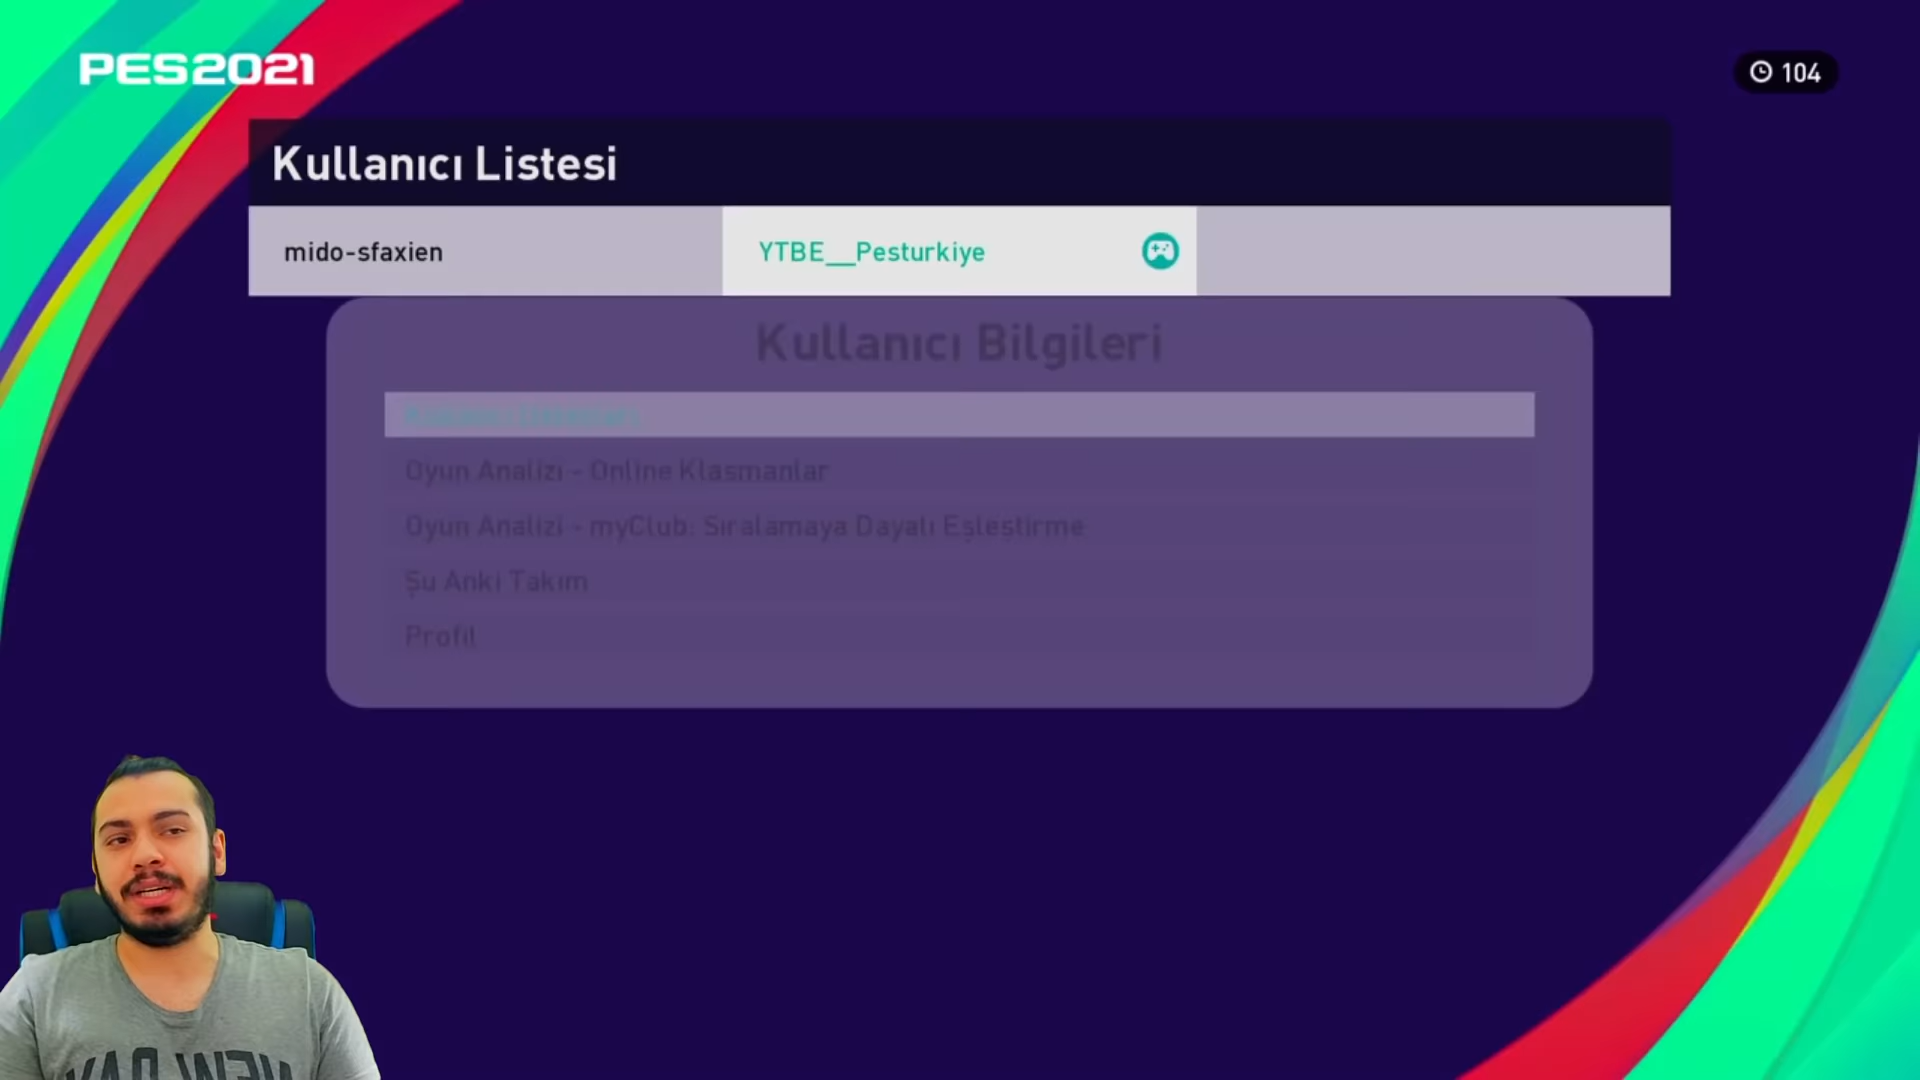 PES2021
104
Kullanıcı Listesi
mido-sfaxien
YTBE__Pesturkiye
Kullanıcı Bilgileri
Oyun Analizi - Online Klasmanlar
Oyun Analizi - myClub: Sıralamaya Dayalı Eşleştirme
Şu Anki Takım
Profil